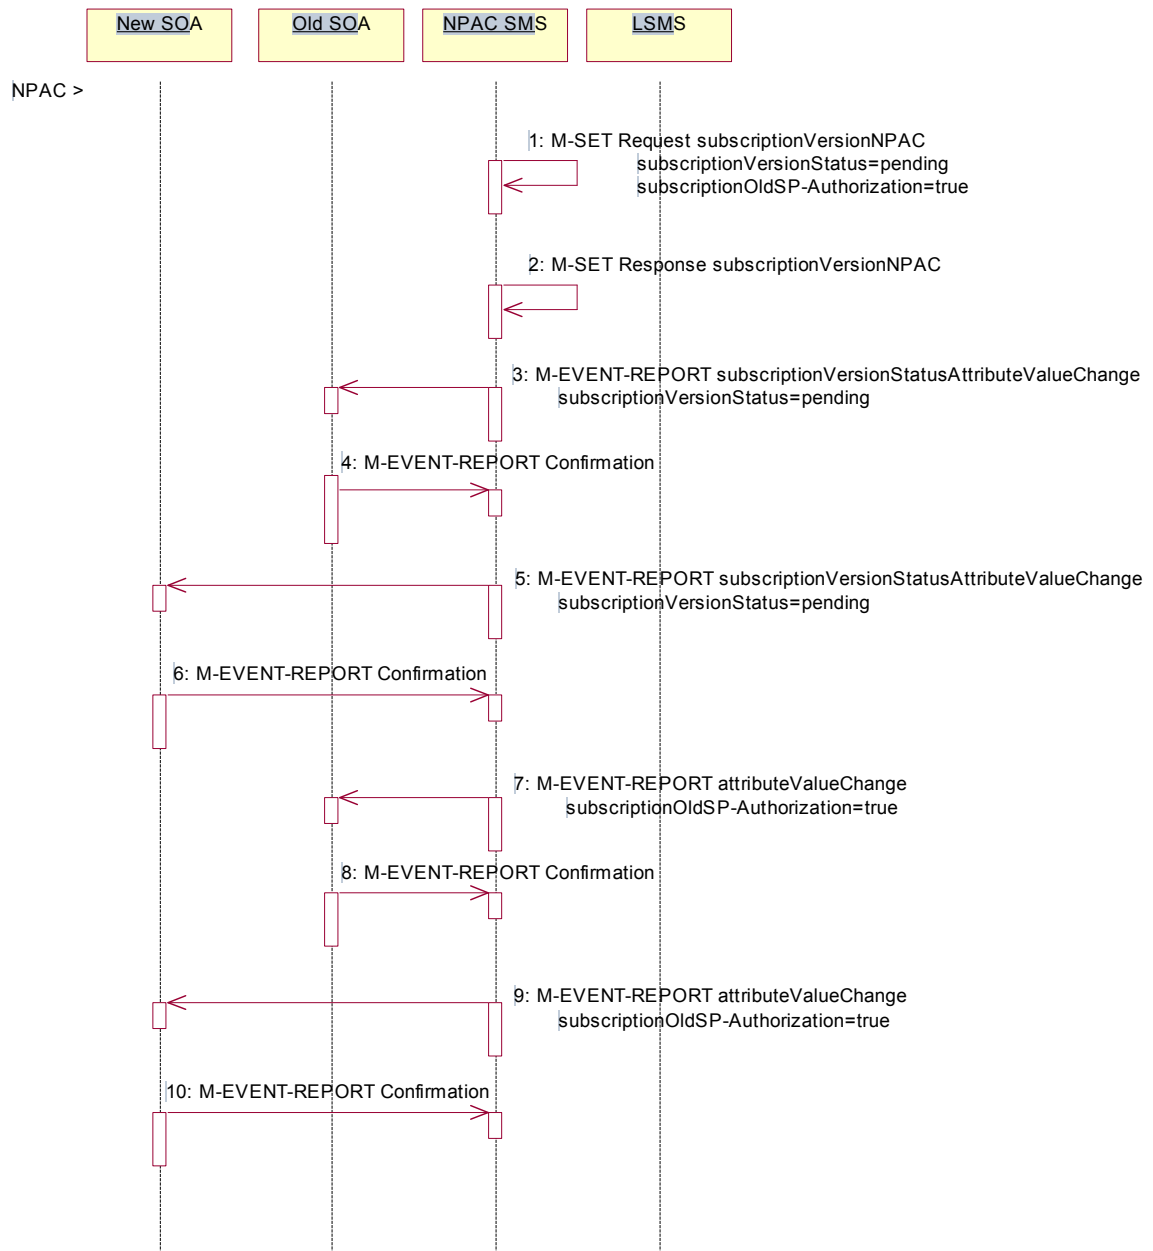 New SOA
Old SOA
NPAC SMS
LSMS
NPAC >
1: M-SET Request subscriptionVersionNPAC
subscriptionVersionStatus=pending
subscriptionOldSP-Authorization=true
2: M-SET Response subscriptionVersionNPAC
3: M-EVENT-REPORT subscriptionVersionStatusAttributeValueChange
subscriptionVersionStatus=pending
4: M-EVENT-REPORT Confirmation
5: M-EVENT-REPORT subscriptionVersionStatusAttributeValueChange
subscriptionVersionStatus=pending
6: M-EVENT-REPORT Confirmation
7: M-EVENT-REPORT attributeValueChange
subscriptionOldSP-Authorization=true
8: M-EVENT-REPORT Confirmation
9: M-EVENT-REPORT attributeValueChange
subscriptionOldSP-Authorization=true
10: M-EVENT-REPORT Confirmation